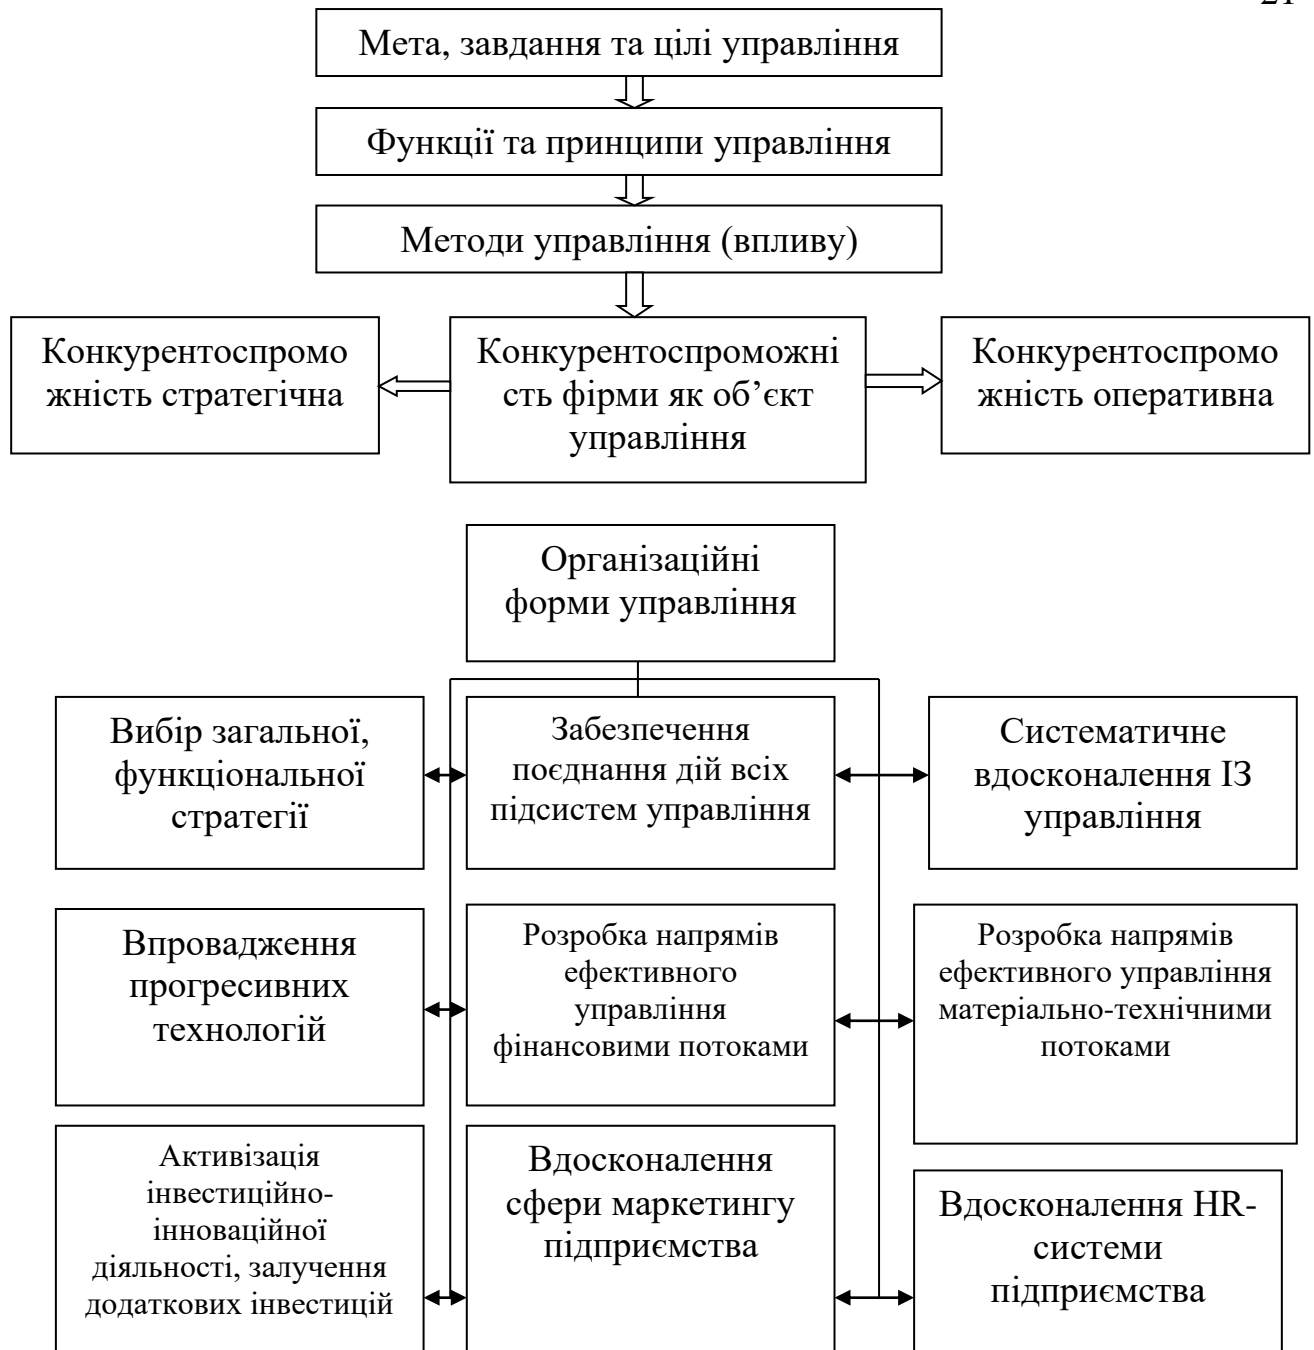 Мета, завдання та цілі управління
Функції та принципи управління
Методи управління (впливу)
Конкурентоспромо
жність стратегічна
Конкурентоспроможні
сть фірми як об’єкт
управління
Конкурентоспромо
жність оперативна
Організаційні
форми управління
Вибір загальної,
функціональної
стратегії
Забезпечення
поєднання дій всіх
підсистем управління
Систематичне
вдосконалення ІЗ
управління
Впровадження
прогресивних
технологій
Розробка напрямів
ефективного
управління
фінансовими потоками
Розробка напрямів
ефективного управління
матеріально-технічними
потоками
Активізація
інвестиційно-
інноваційної
діяльності, залучення
додаткових інвестицій
Вдосконалення
сфери маркетингу
підприємства
Вдосконалення HR-
системи
підприємства